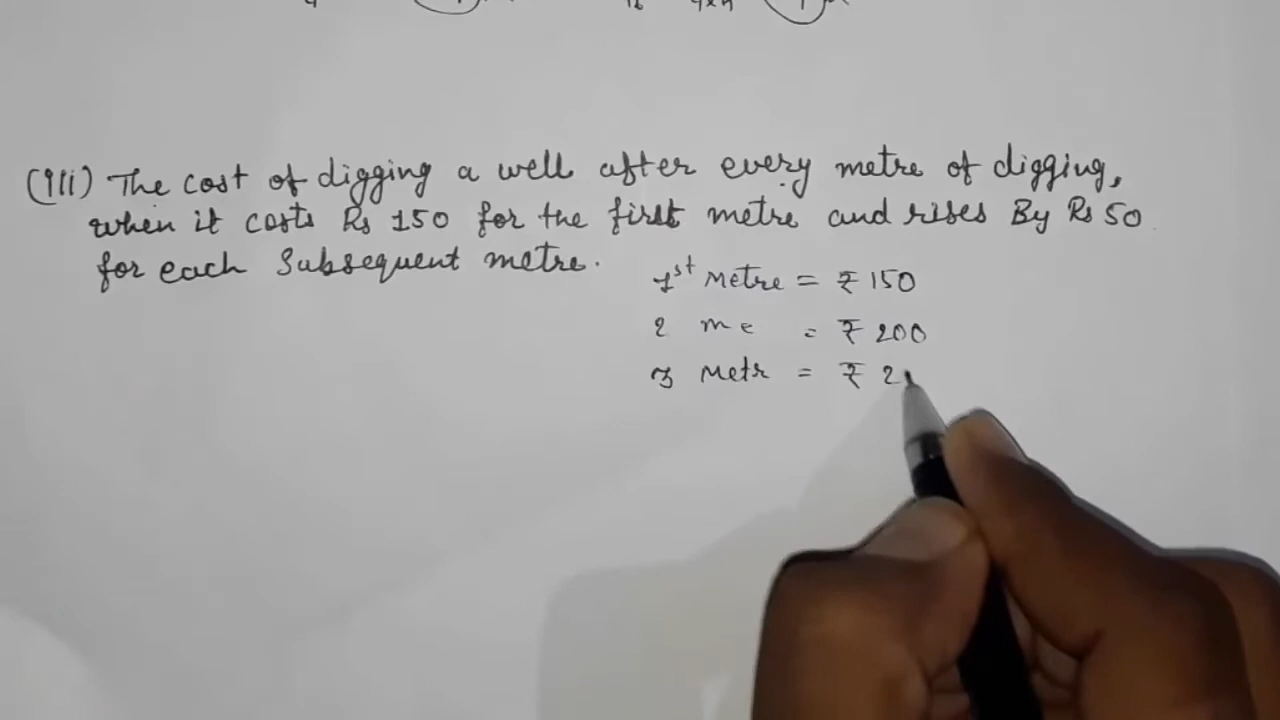 (iii) The cost of digging a well after every metre of digging,
when it costs Rs 150 for the first metre and rises By Rs 50
for each Subsequent metre.
1st Metre = ₹ 150
2 me = ₹ 200
3 Metr = ₹ 2